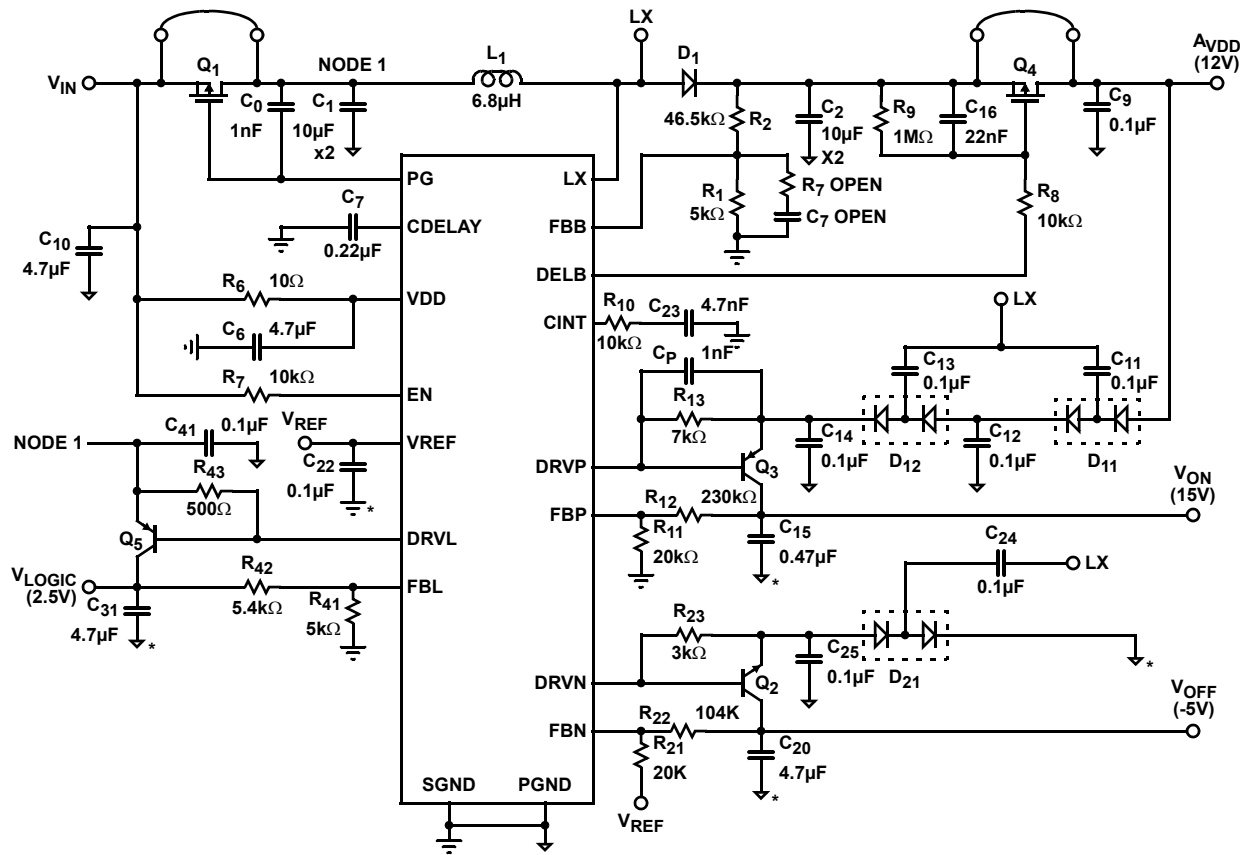 LX
VIN
Q1
NODE 1
C0
1nF
C1
10µF
x2
L1
6.8µH
D1
46.5kΩ
R2
C2
10µF
X2
R9
1MΩ
C16
22nF
Q4
C9
0.1µF
AVDD
(12V)
PG
LX
R1
5kΩ
R7 OPEN
C7 OPEN
R8
10kΩ
C7
0.22µF
CDELAY
FBB
C10
4.7µF
DELB
R6
10Ω
VDD
C6
4.7µF
CINT
R10
10kΩ
C23
4.7nF
LX
CP
1nF
C13
0.1µF
C11
0.1µF
R7
10kΩ
EN
R13
7kΩ
NODE 1
C41
0.1µF
VREF
VREF
C22
0.1µF
*
R43
500Ω
C14
0.1µF
D12
C12
0.1µF
D11
DRVP
Q3
VON
(15V)
R12
230kΩ
FBP
R11
20kΩ
C15
0.47µF
*
Q5
DRVL
VLOGIC
(2.5V)
R42
5.4kΩ
R41
5kΩ
FBL
C31
4.7µF
*
C24
0.1µF
LX
R23
3kΩ
C25
0.1µF
D21
*
DRVN
Q2
VOFF
(-5V)
R22
104K
FBN
R21
20K
C20
4.7µF
*
VREF
SGND
PGND